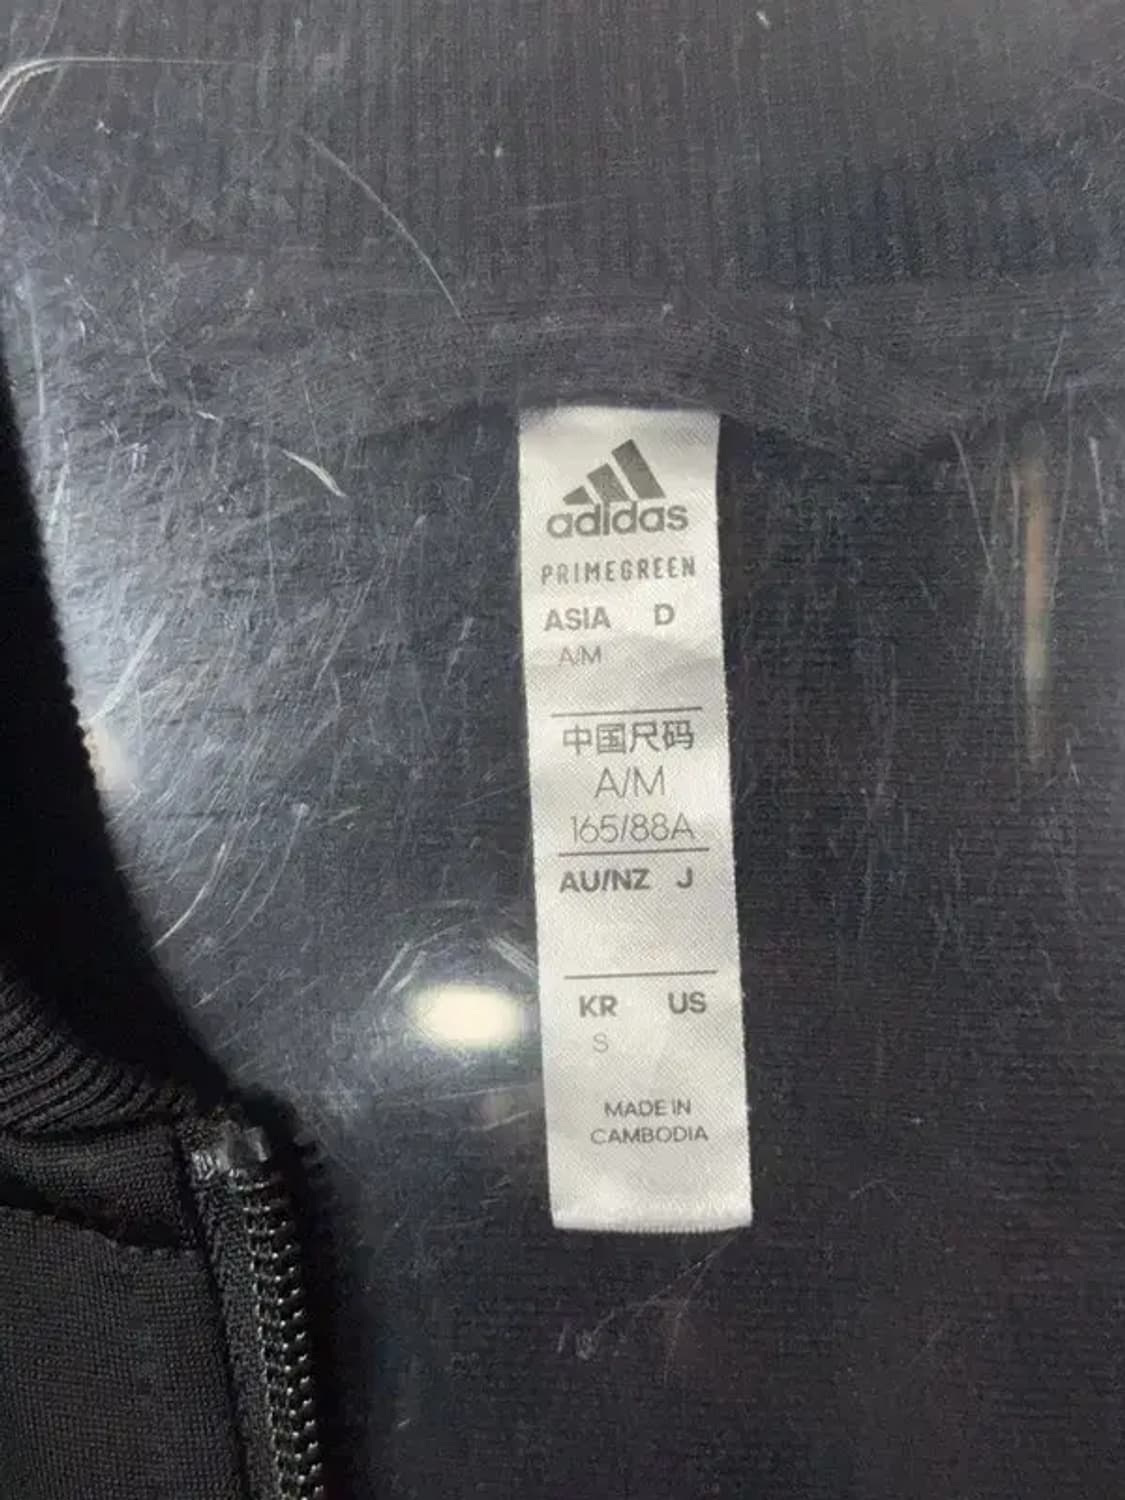 adidas
PRIMEGREEN
ASIA D
A/M
中国尺码
A/M
165/88A
AU/NZ J
KR US
S
MADE IN
CAMBODIA